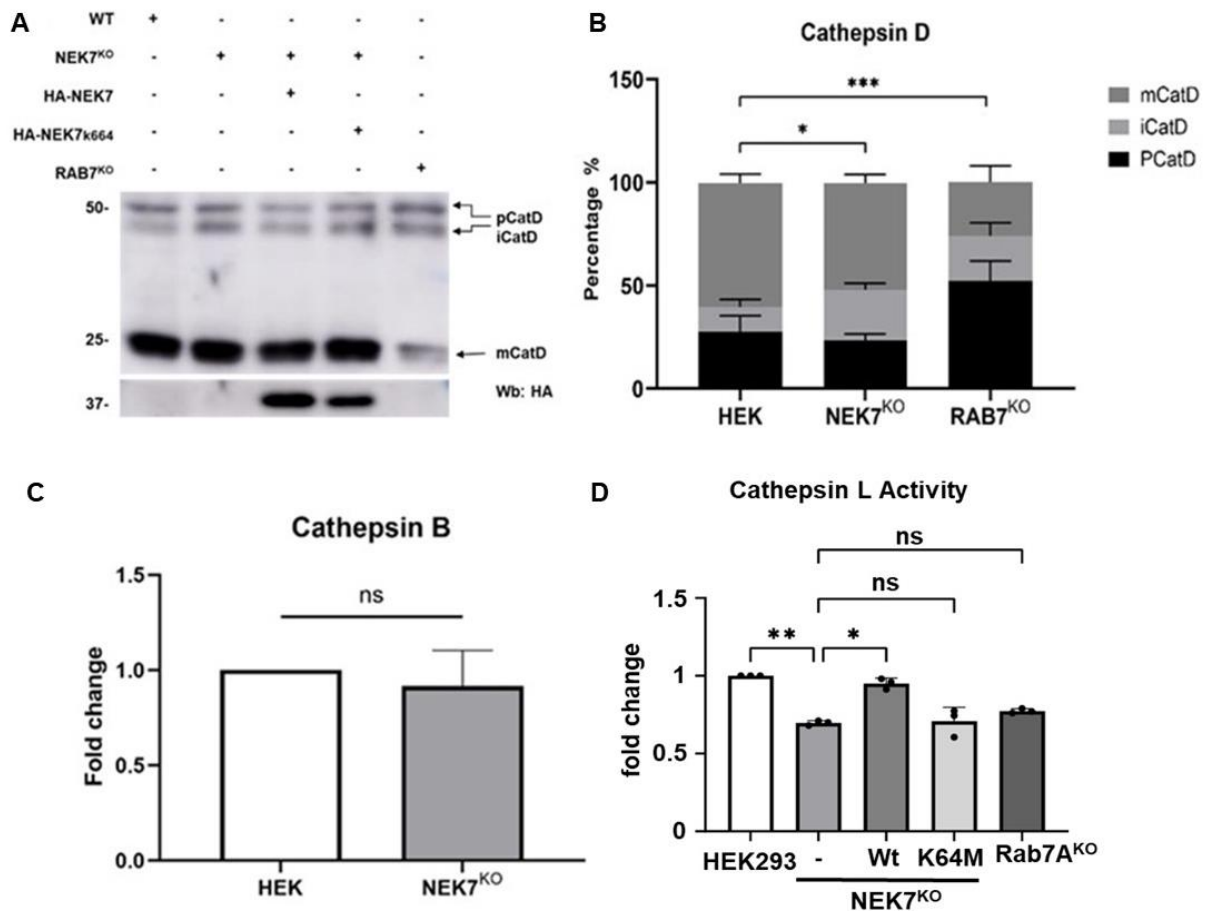 A
WT + - - - -
NEK7KO - + + + -
HA-NEK7 - - + - -
HA-NEK7k664 - - - + -
RAB7KO - - - - +
50-
pCatD
iCatD
25-
mCatD
Wb: HA
37-
B
Cathepsin D
Percentage %
150
100
50
0
***
*
HEK NEK7KO RAB7KO
mCatD
iCatD
PCatD
C
Cathepsin B
Fold change
1.5
1.0
0.5
0.0
ns
HEK NEK7KO
D
Cathepsin L Activity
fold change
ns
ns
** *
1.5
1
0.5
0
HEK293 - Wt K64M Rab7AKO
NEK7KO